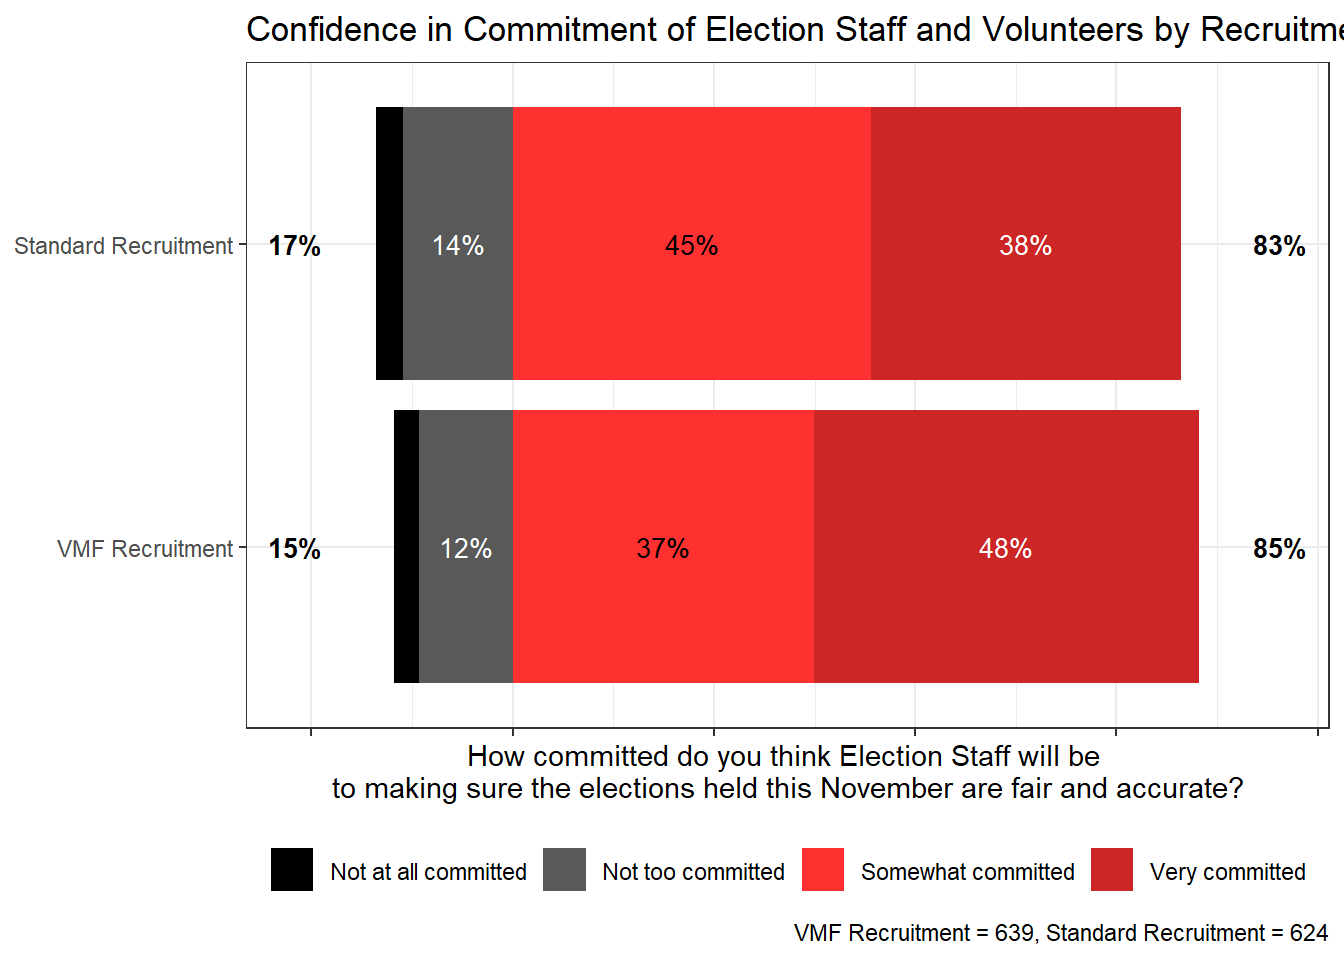 Confidence in Commitment of Election Staff and Volunteers by
Standard Recruitment
17%
14%
45%
38%
83%
VMF Recruitment
15%
12%
37%
48%
85%
How committed do you think Election Staff will be
to making sure the elections held this November are fair and accurate?
Not at all committed
Not too committed
Somewhat committed
Very committed
VMF Recruitment = 639, Standard Recruitment = 624